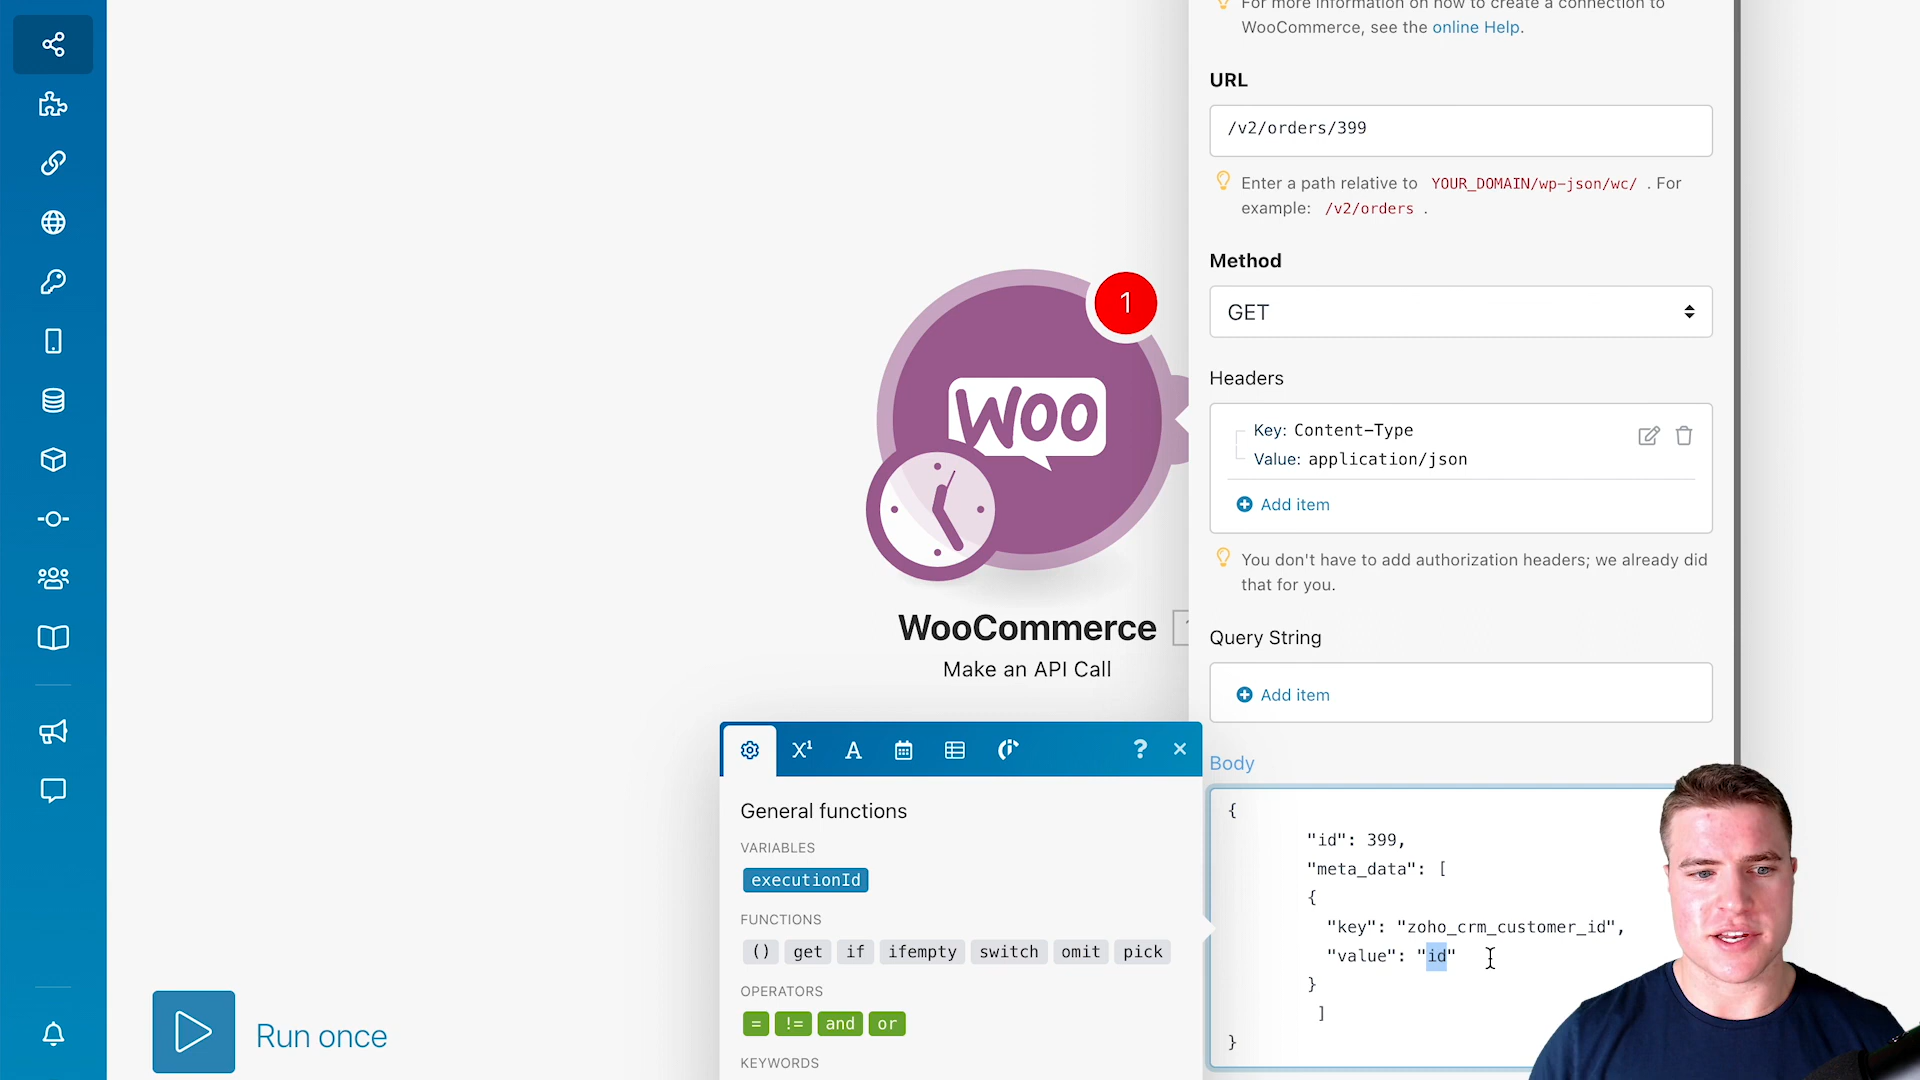 For more information on how to create a connection to
WooCommerce, see the online Help.
URL
/v2/orders/399
Enter a path relative to YOUR_DOMAIN/wp-json/wc/ . For
example: /v2/orders .
Method
GET
Headers
Key: Content-Type
Value: application/json
Add item
You don't have to add authorization headers; we already did
that for you.
Query String
Add item
Body
{
"id": 399,
"meta_data": [
{
"key": "zoho_crm_customer_id",
"value": "id"
}
]
}
1
WOO
WooCommerce
Make an API Call
X¹
A
?
General functions
VARIABLES
executionId
FUNCTIONS
() get if ifempty switch omit pick
OPERATORS
= != and or
KEYWORDS
Run once